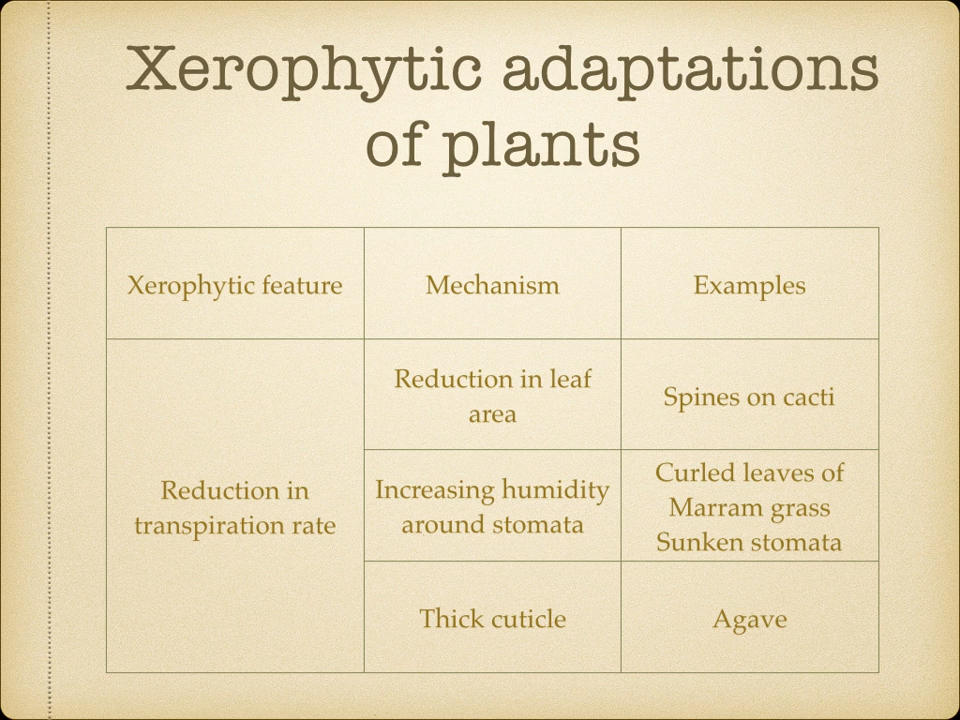 Xerophytic adaptations
of plants
Xerophytic feature
Mechanism
Examples
Reduction in
transpiration rate
Reduction in leaf
area
Spines on cacti
Increasing humidity
around stomata
Curled leaves of
Marram grass
Sunken stomata
Thick cuticle
Agave